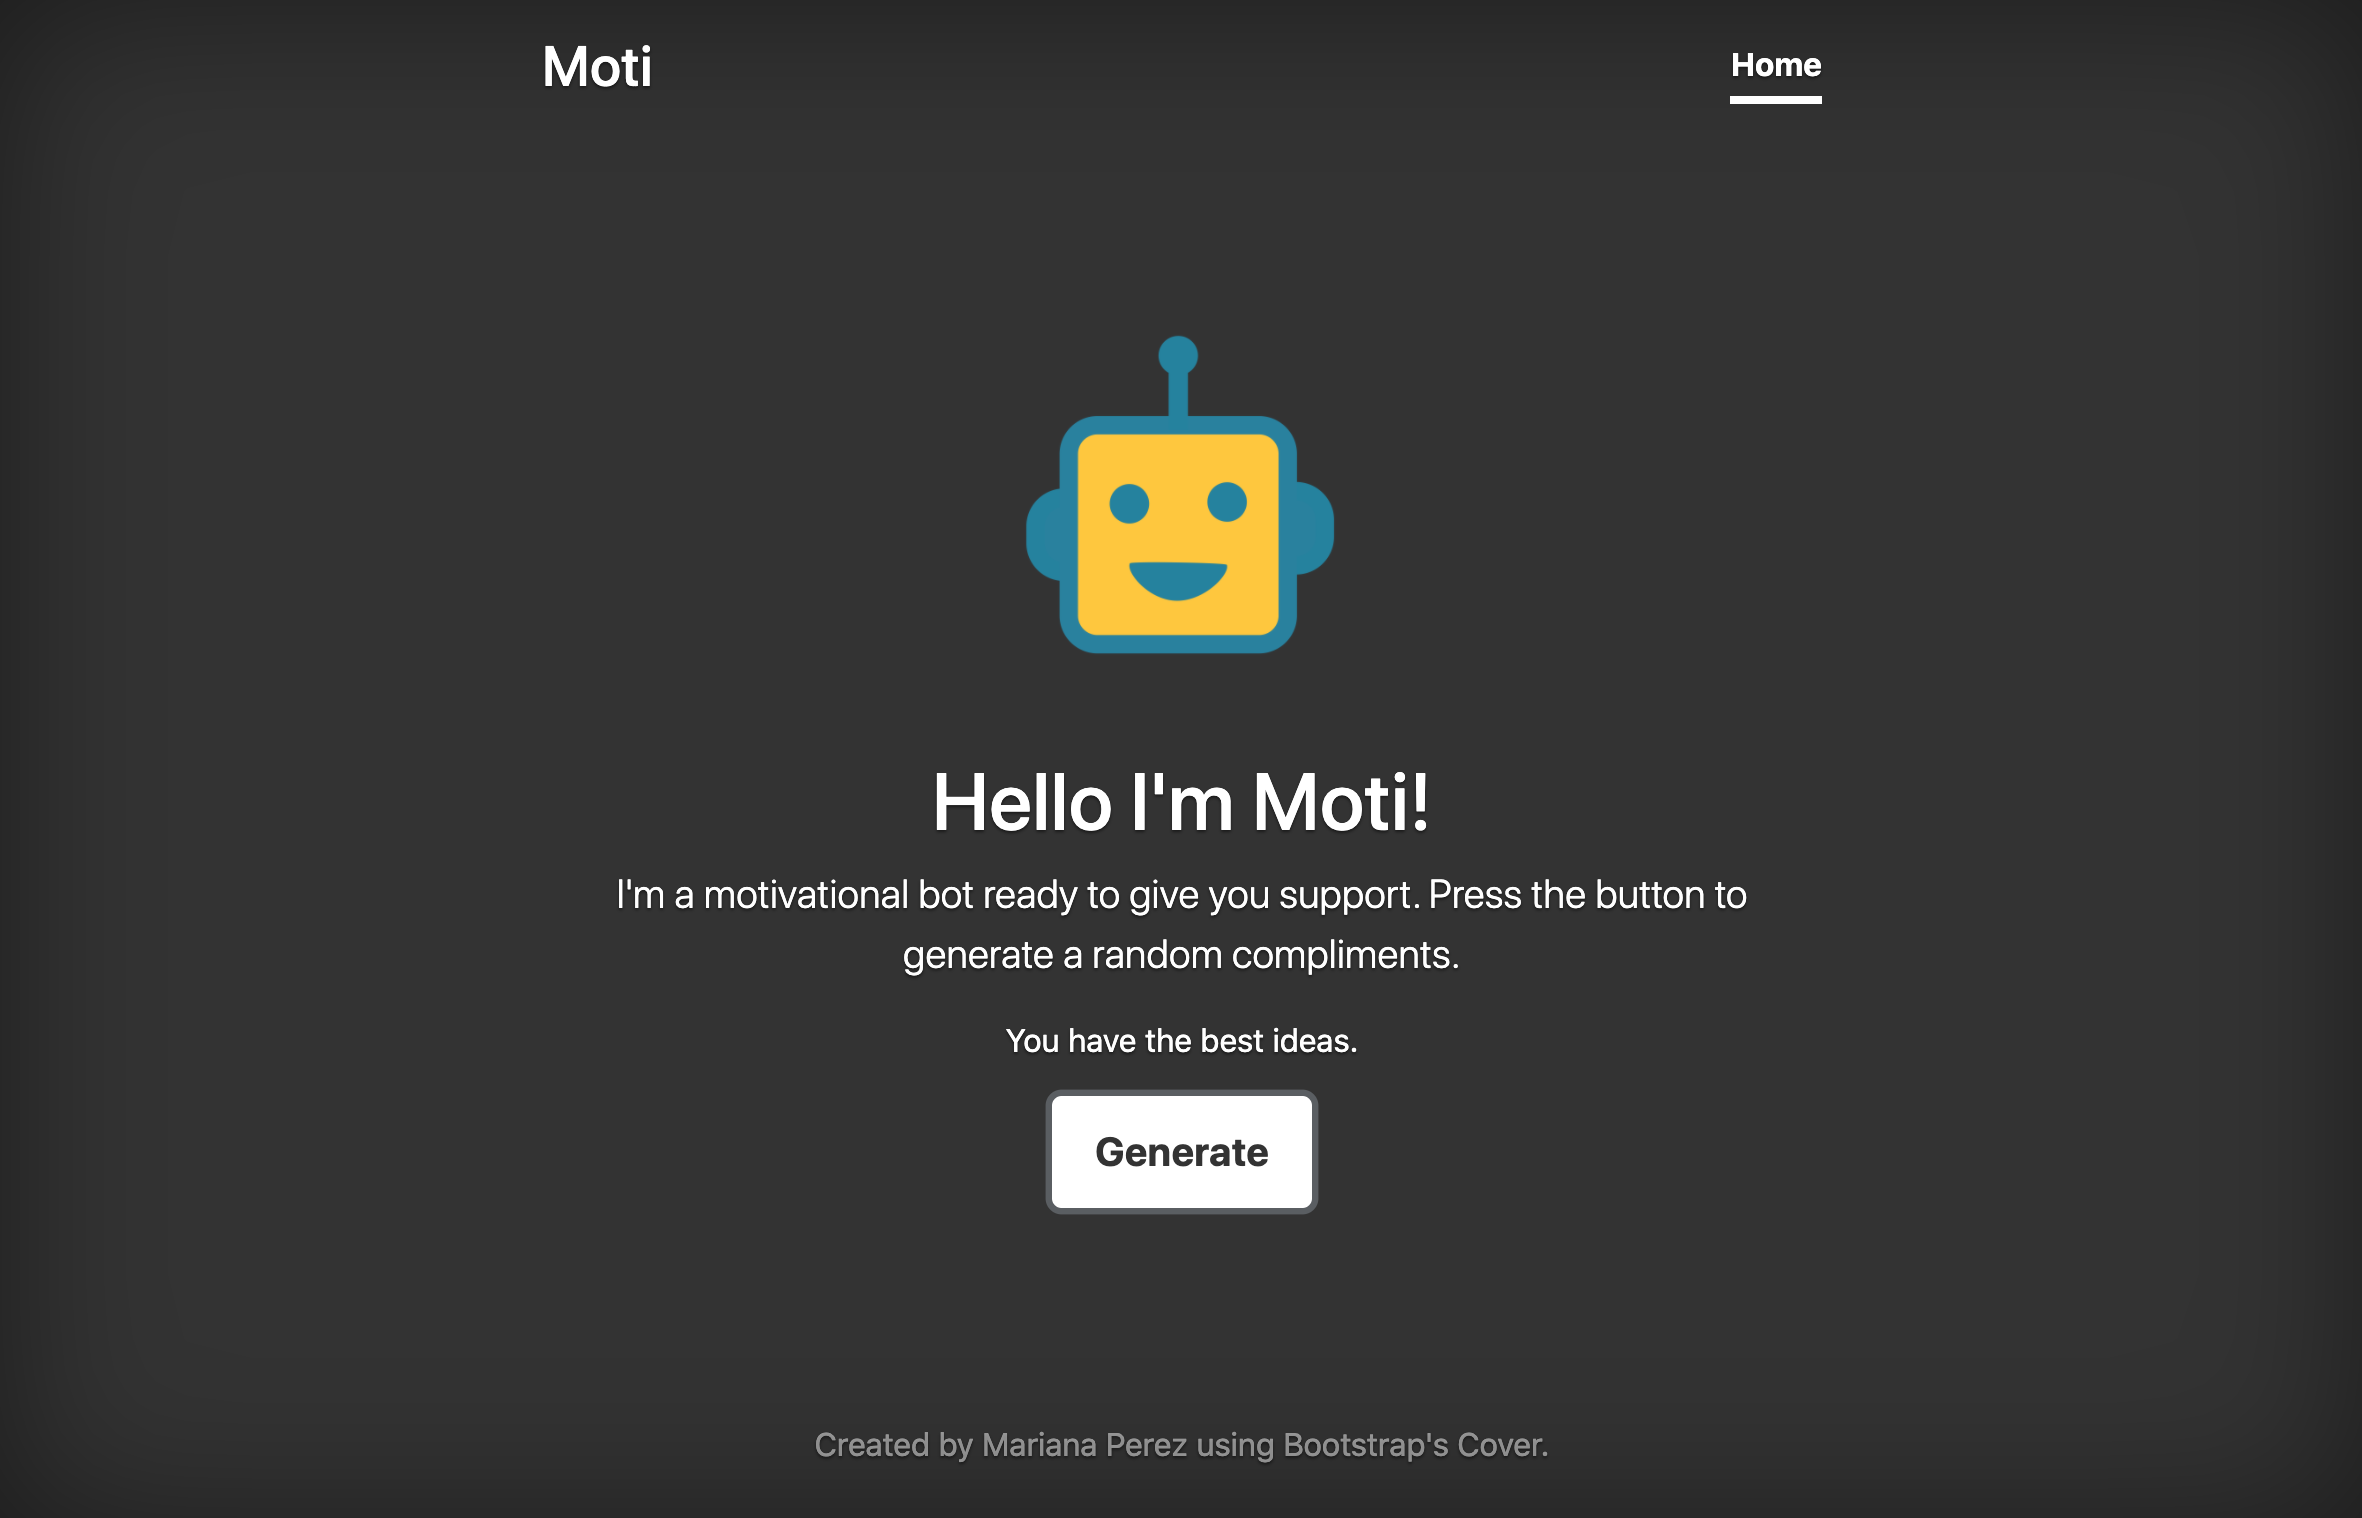 Moti
Home
Hello I'm Moti!
I'm a motivational bot ready to give you support. Press the button to
generate a random compliments.
You have the best ideas.
Generate
Created by Mariana Perez using Bootstrap's Cover.